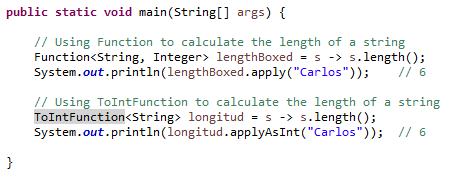 public static void main(String[] args) {
// Using Function to calculate the length of a string
Function<String, Integer> lengthBoxed = s -> s.length();
System.out.println(lengthBoxed.apply("Carlos"));    // 6
// Using ToIntFunction to calculate the length of a string
ToIntFunction<String> longitud = s -> s.length();
System.out.println(longitud.applyAsInt("Carlos"));  // 6
}